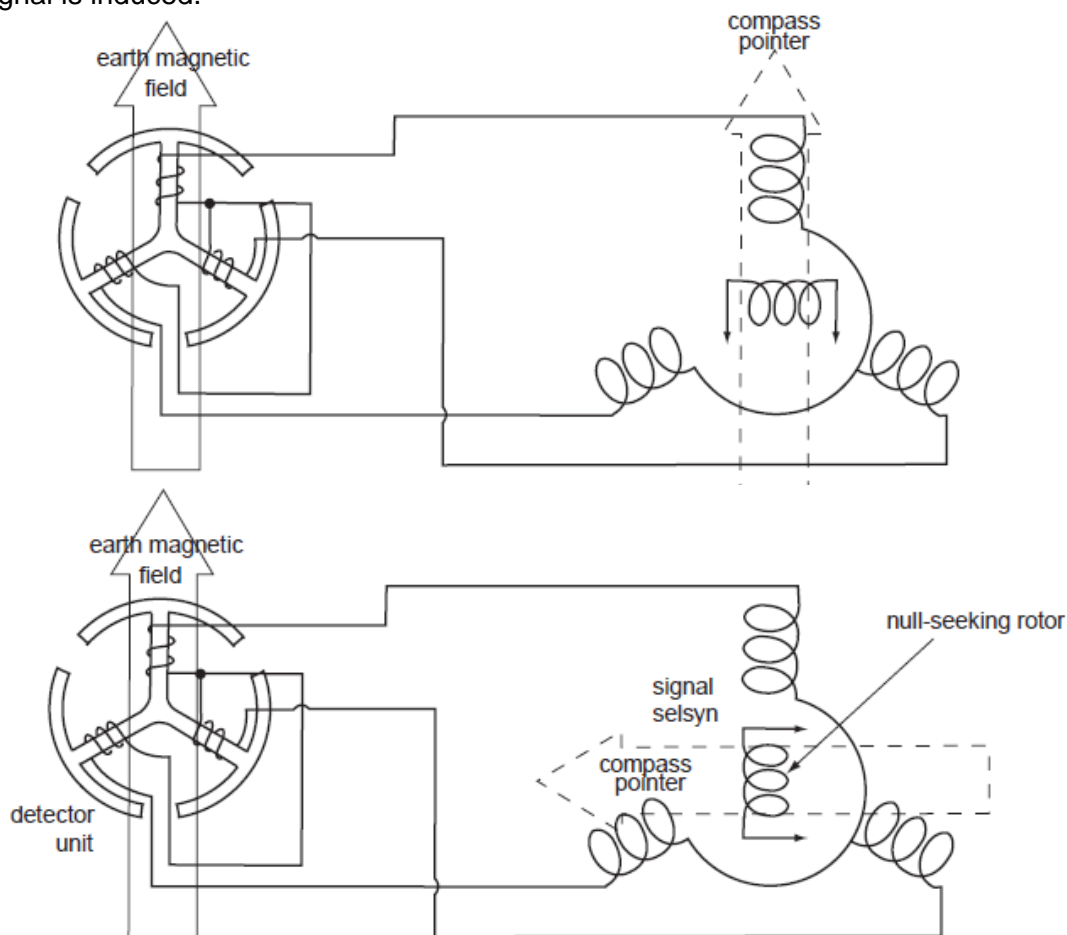 gnal is induced.
compass
pointer
earth magnetic
field
earth magnetic
field
null-seeking rotor
signal
selsyn
compass
pointer
detector
unit